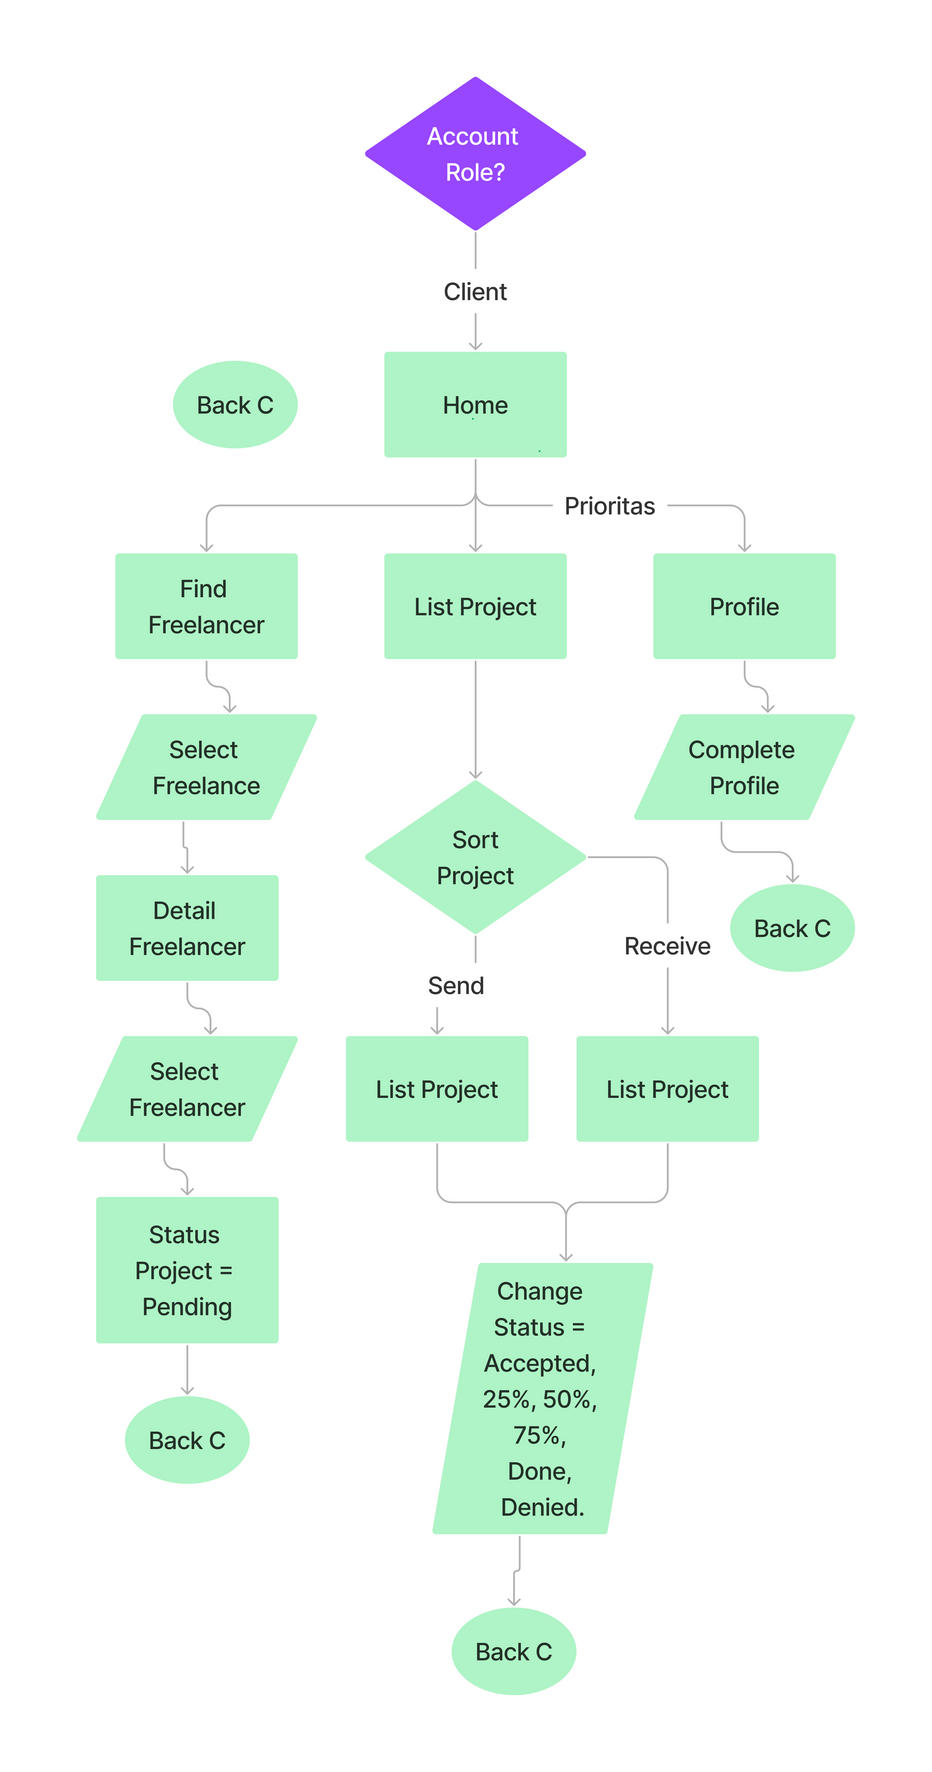 Account
Role?
Client
Back C
Home
Prioritas
Find
Freelancer
List Project
Profile
Select
Freelance
Complete
Profile
Sort
Project
Detail
Freelancer
Back C
Receive
Send
Select
Freelancer
List Project
List Project
Status
Project =
Pending
Change
Status =
Accepted,
25%, 50%,
75%,
Done,
Denied.
Back C
Back C